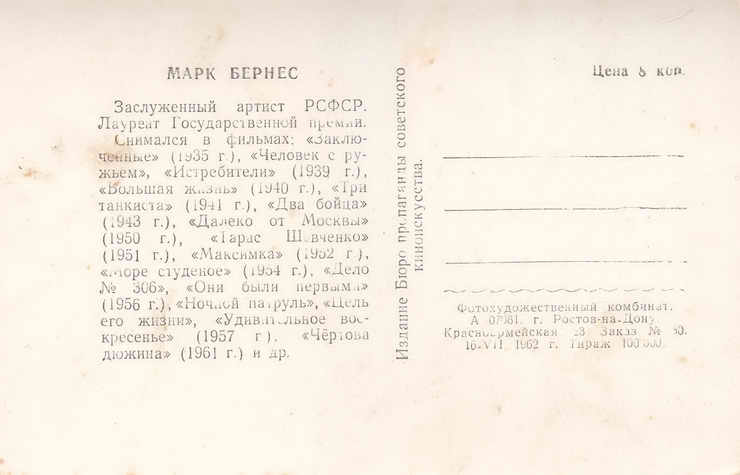 МАРК БЕРНЕС
Заслуженный артист РСФСР.
Лауреат Государственной премии.
Снимался в фильмах: «Заклю-
ченные» (1935 г.), «Человек с ру-
жьем», «Истребители» (1939 г.),
«Большая жизнь» (1940 г.), «Три
танкиста» (1941 г.), «Два бойца»
(1943 г.), «Далеко от Москвы»
(1950 г.), «Тарас Шевченко»
(1951 г.), «Максимка» (1952 г.),
«Море студеное» (1954 г.), «Дело
№ 306», «Они были первыми»
(1956 г.), «Ночной патруль», «Цель
его жизни», «Удивительное вос-
кресенье» (1957 г.), «Чёртова
дюжина» (1961 г.) и др.
Издание Бюро пропаганды советского
киноискусства.
Цена 8 коп.
Фотохудожественный комбинат.
А г. Ростов-на-Дону
Красноармейская Заказ №
16-VII 1962 г. Тираж 100 000.